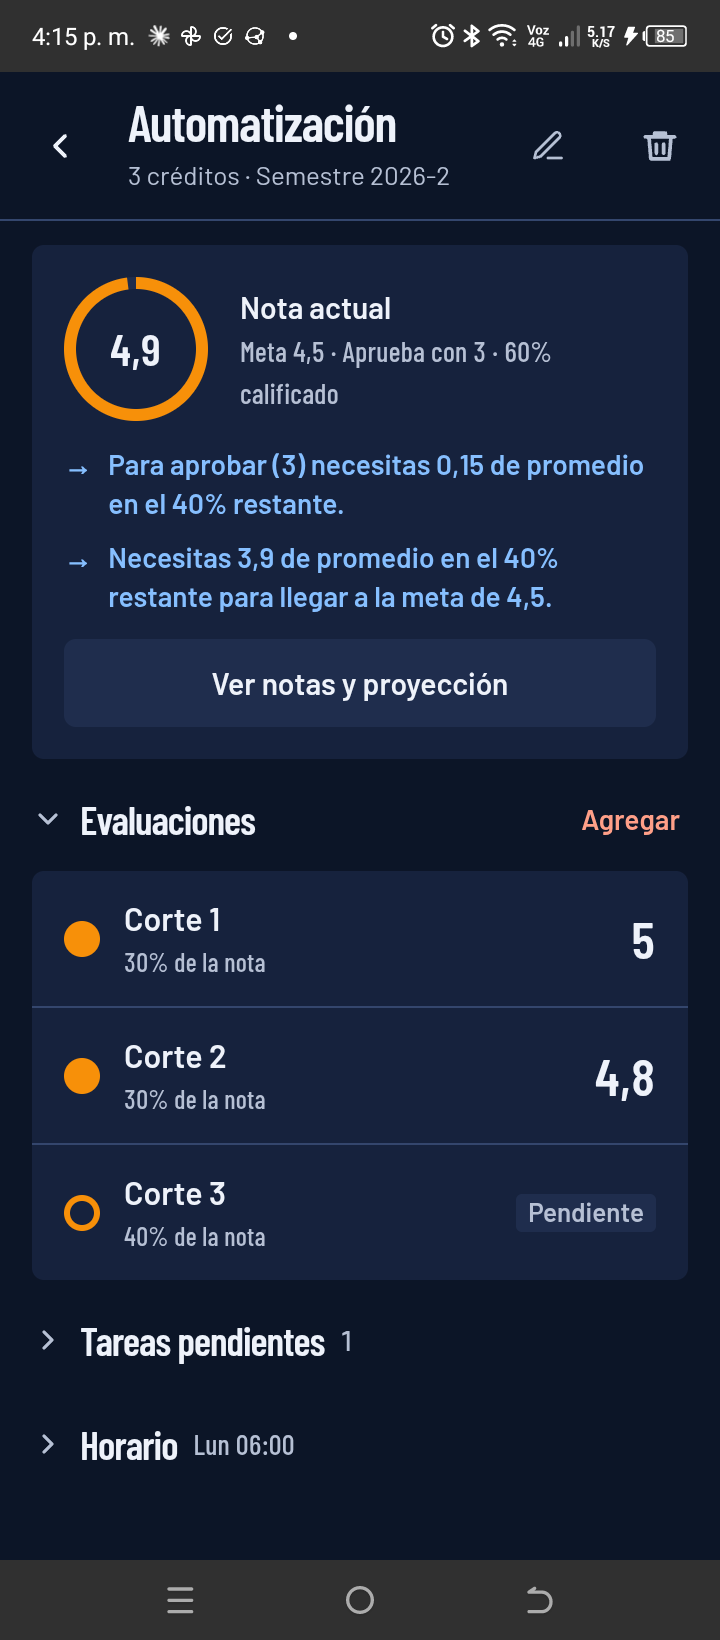 4:15 p. m.
Voz 4G 5.17 K/S 85
Automatización
3 créditos · Semestre 2026-2
4,9
Nota actual
Meta 4,5 · Aprueba con 3 · 60%
calificado
→ Para aprobar (3) necesitas 0,15 de promedio
en el 40% restante.
→ Necesitas 3,9 de promedio en el 40%
restante para llegar a la meta de 4,5.
Ver notas y proyección
Evaluaciones
Agregar
Corte 1
30% de la nota
5
Corte 2
30% de la nota
4,8
Corte 3
40% de la nota
Pendiente
Tareas pendientes 1
Horario Lun 06:00